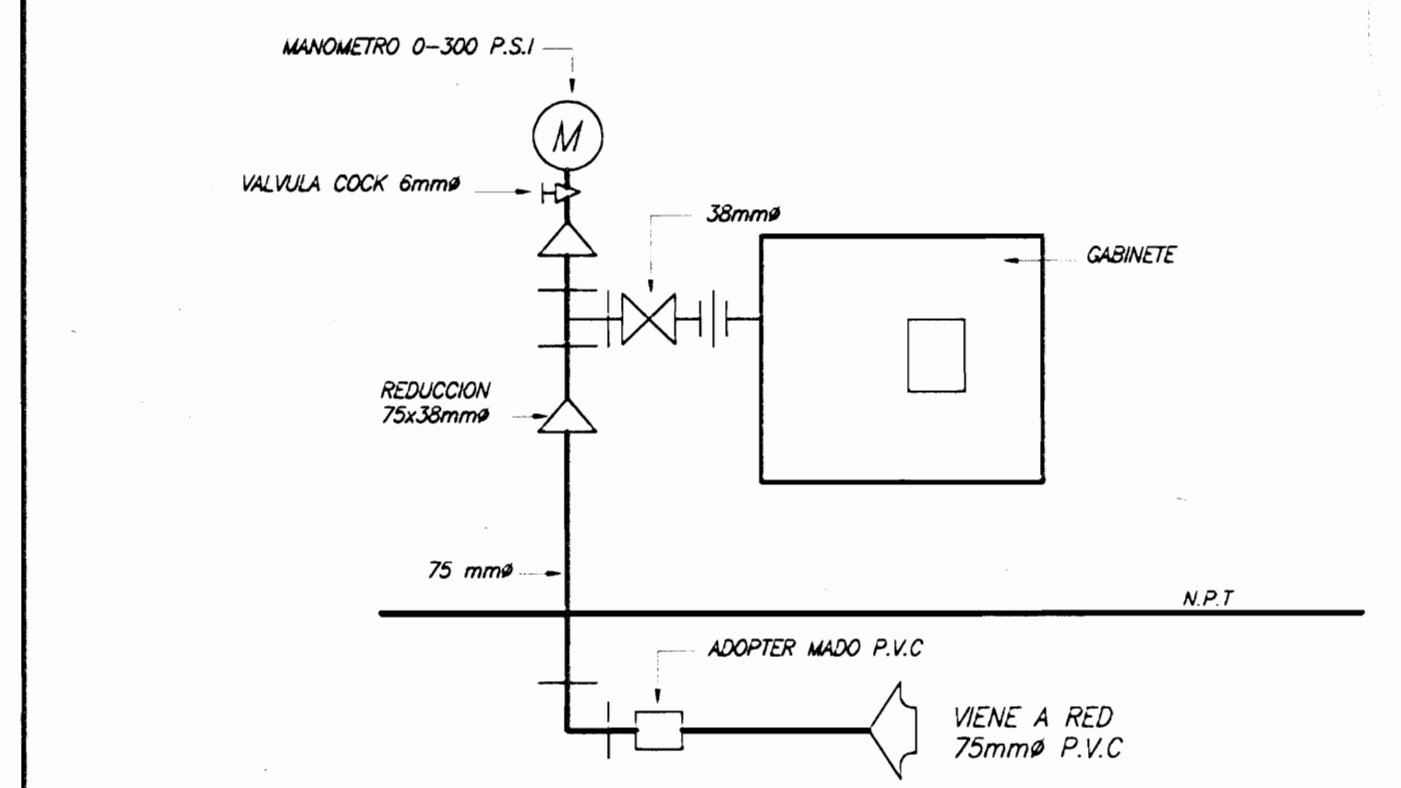 MANOMETRO 0-300 P.S.I
M
VALVULA COCK 6mmø
38mmø
GABINETE
REDUCCION
75x38mmø
75 mmø
N.P.T
ADOPTER MADO P.V.C
VIENE A RED
75mmø P.V.C